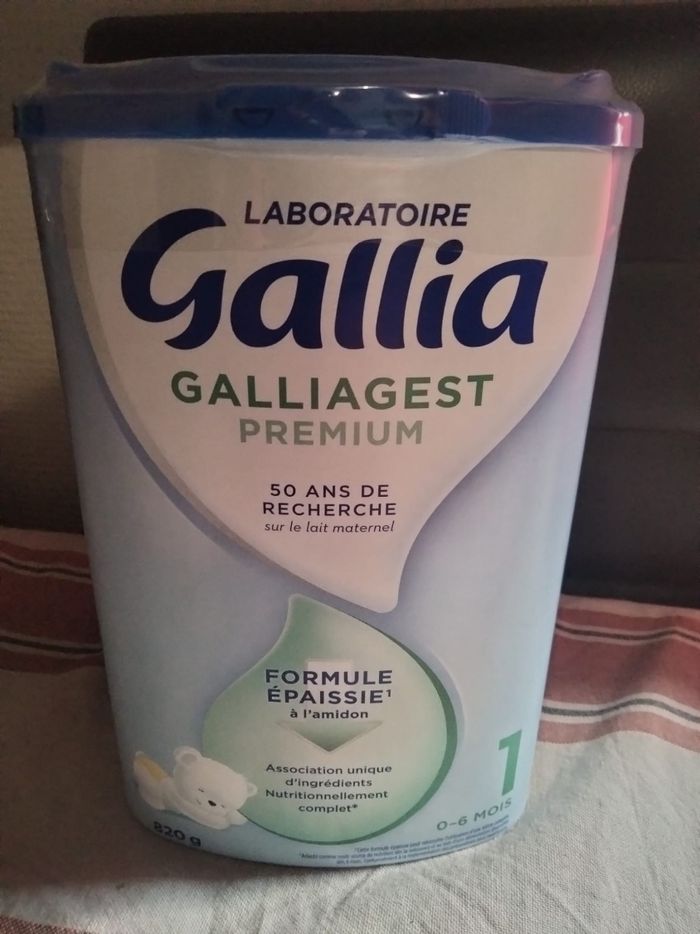 LABORATOIRE
Gallia
GALLIAGEST
PREMIUM
50 ANS DE
RECHERCHE
sur le lait maternel
FORMULE
ÉPAISSIE¹
à l'amidon
Association unique
d'ingrédients
Nutritionnellement
complet*
1
0-6 MOIS
820 g